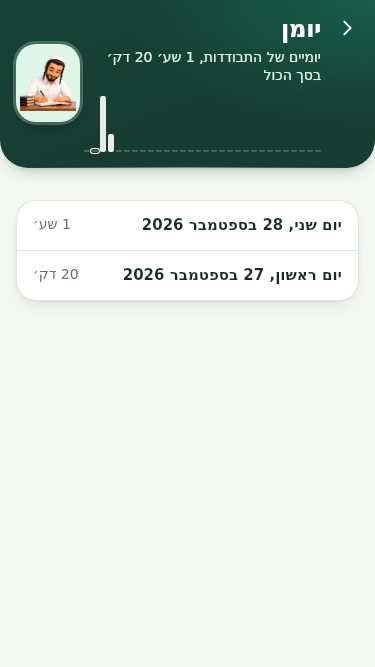 יומן
יומיים של התבודדות, 1 שע׳ 20 דק׳
בסך הכול
יום שני, 28 בספטמבר 2026
1 שע׳
יום ראשון, 27 בספטמבר 2026
20 דק׳